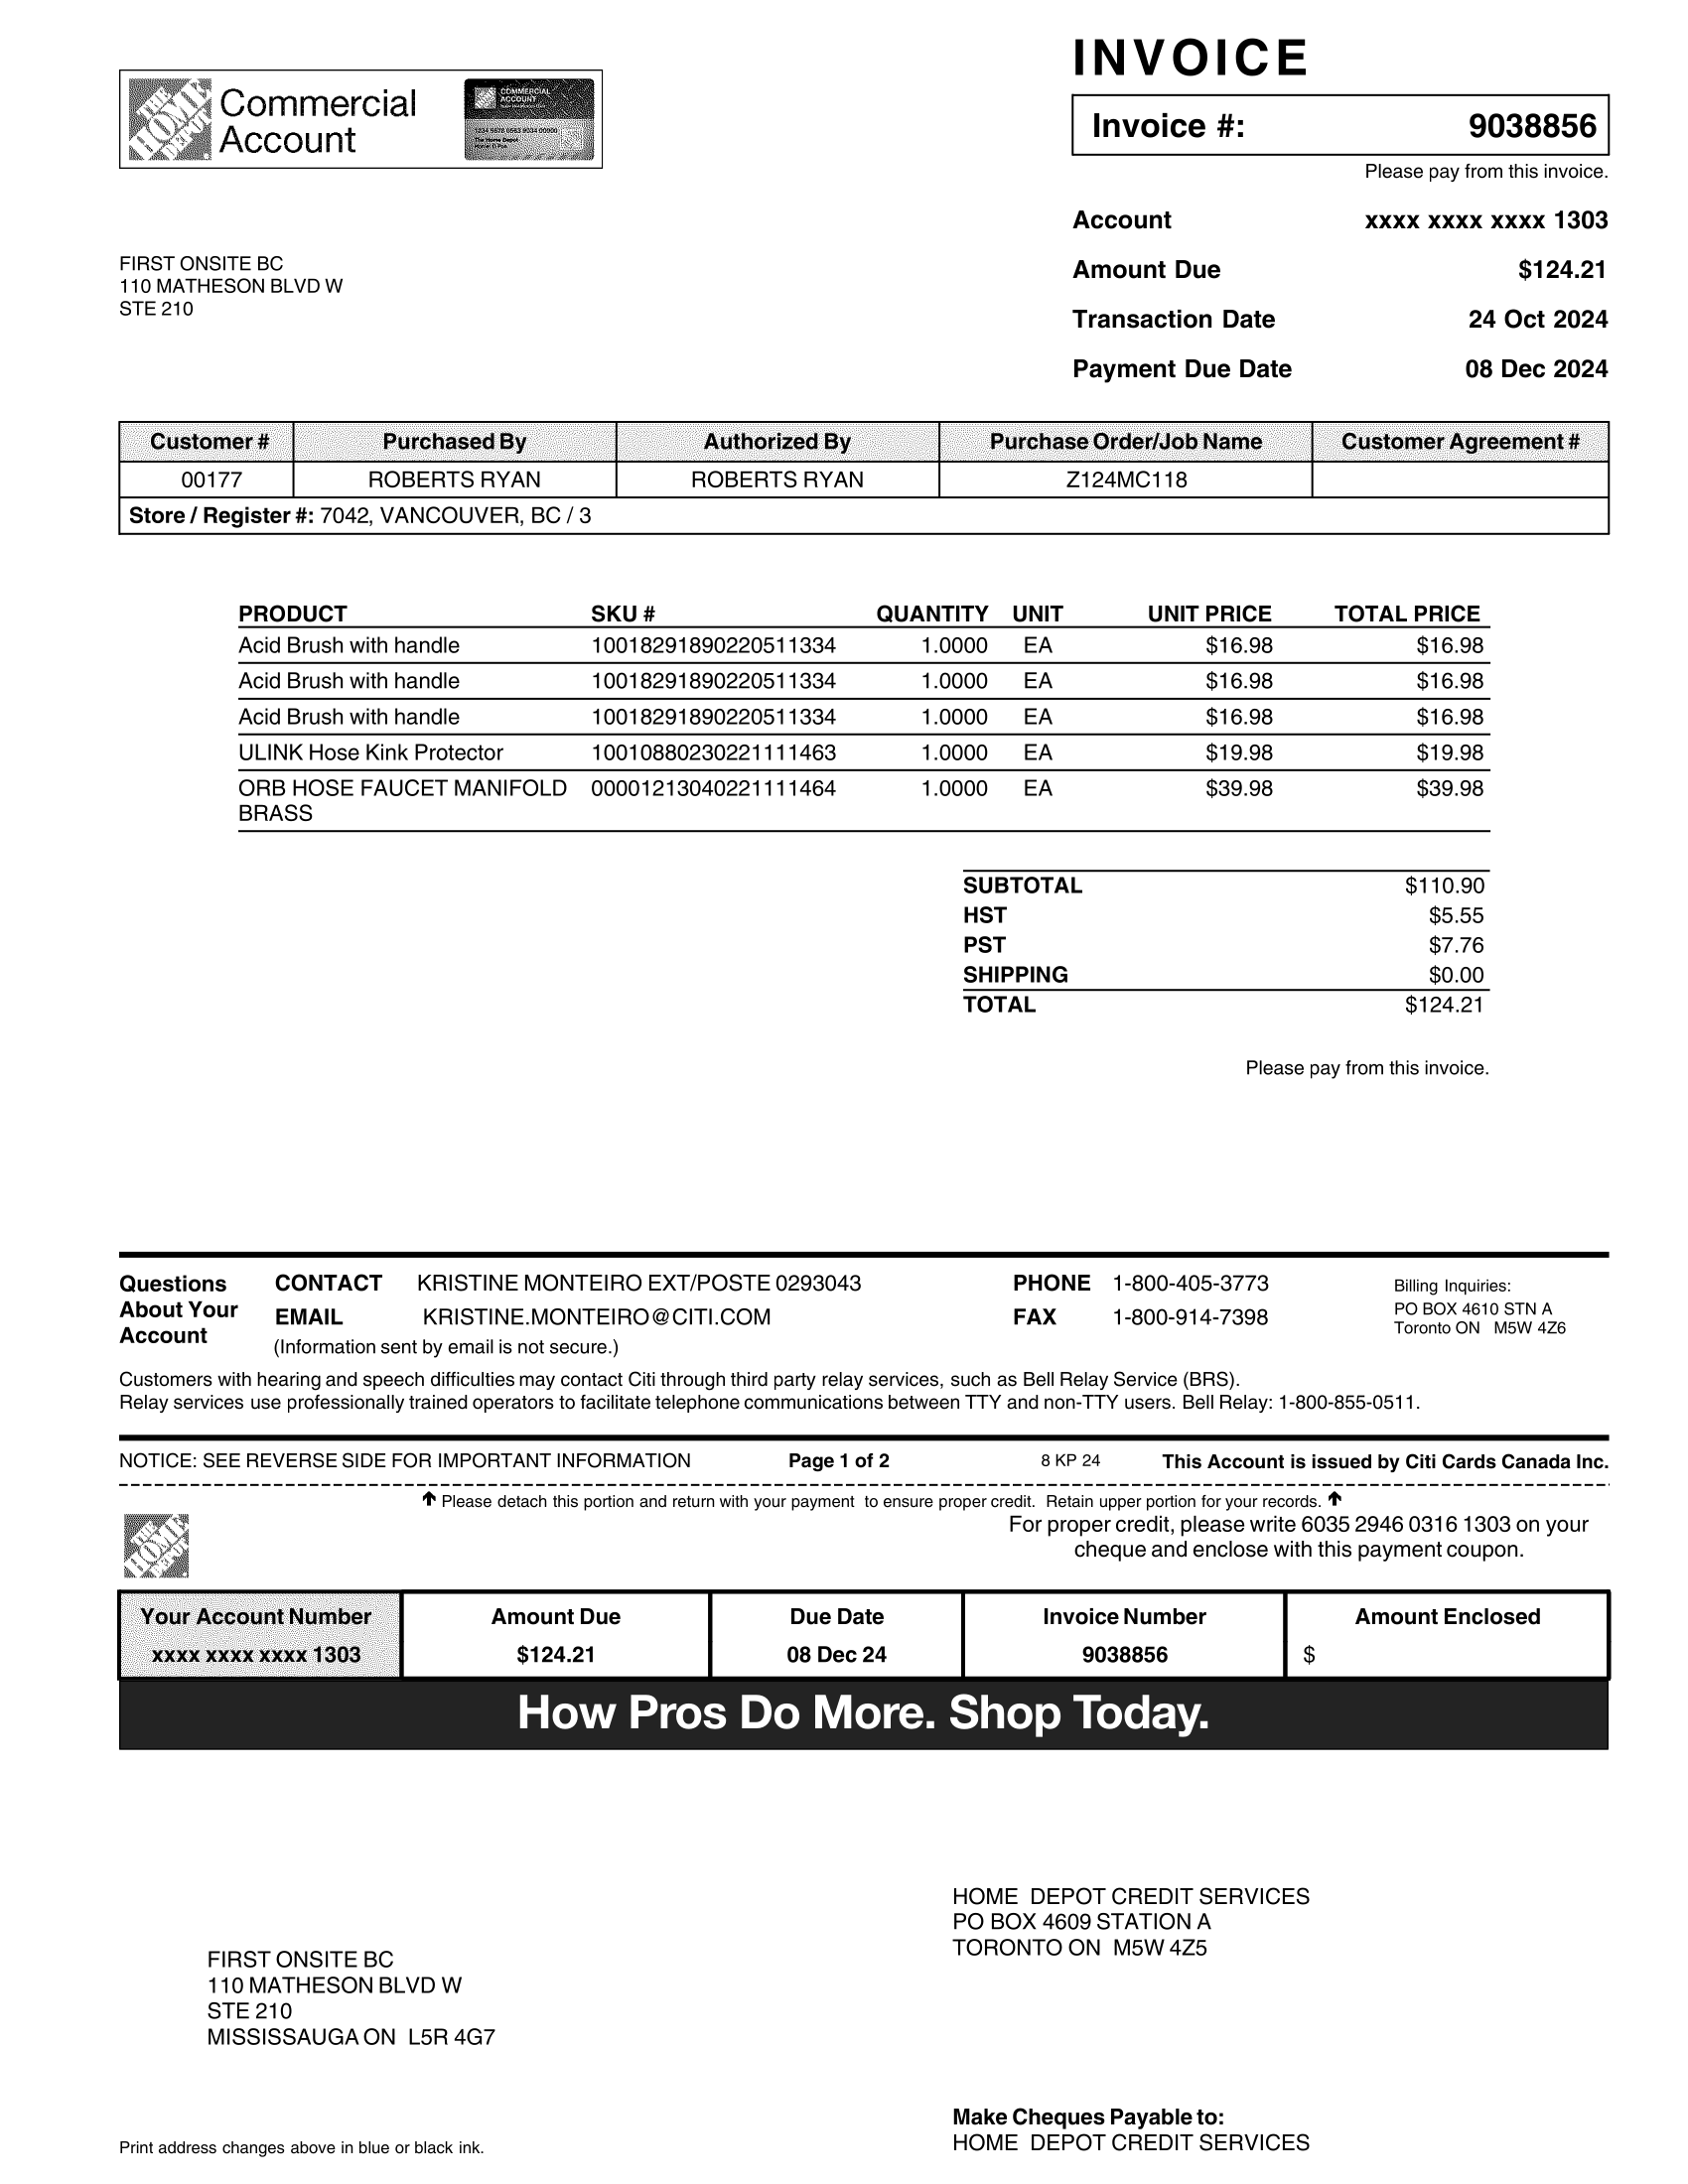 INVOICE
THE HOME DEPOT
Commercial
Account
COMMERCIAL
ACCOUNT
Invoice #: 9038856
Please pay from this invoice.
Account xxxx xxxx xxxx 1303
Amount Due $124.21
Transaction Date 24 Oct 2024
Payment Due Date 08 Dec 2024
FIRST ONSITE BC
110 MATHESON BLVD W
STE 210
Customer # Purchased By Authorized By Purchase Order/Job Name Customer Agreement #
00177 ROBERTS RYAN ROBERTS RYAN Z124MC118
Store / Register #: 7042, VANCOUVER, BC / 3
PRODUCT SKU # QUANTITY UNIT UNIT PRICE TOTAL PRICE
Acid Brush with handle 10018291890220511334 1.0000 EA $16.98 $16.98
Acid Brush with handle 10018291890220511334 1.0000 EA $16.98 $16.98
Acid Brush with handle 10018291890220511334 1.0000 EA $16.98 $16.98
ULINK Hose Kink Protector 10010880230221111463 1.0000 EA $19.98 $19.98
ORB HOSE FAUCET MANIFOLD 00001213040221111464 1.0000 EA $39.98 $39.98
BRASS
SUBTOTAL $110.90
HST $5.55
PST $7.76
SHIPPING $0.00
TOTAL $124.21
Please pay from this invoice.
Questions About Your Account
CONTACT KRISTINE MONTEIRO EXT/POSTE 0293043 PHONE 1-800-405-3773
EMAIL KRISTINE.MONTEIRO@CITI.COM FAX 1-800-914-7398
(Information sent by email is not secure.)
Billing Inquiries:
PO BOX 4610 STN A
Toronto ON M5W 4Z6
Customers with hearing and speech difficulties may contact Citi through third party relay services, such as Bell Relay Service (BRS).
Relay services use professionally trained operators to facilitate telephone communications between TTY and non-TTY users. Bell Relay: 1-800-855-0511.
NOTICE: SEE REVERSE SIDE FOR IMPORTANT INFORMATION Page 1 of 2 8 KP 24 This Account is issued by Citi Cards Canada Inc.
Please detach this portion and return with your payment to ensure proper credit. Retain upper portion for your records.
THE HOME DEPOT
For proper credit, please write 6035 2946 0316 1303 on your
cheque and enclose with this payment coupon.
Your Account Number Amount Due Due Date Invoice Number Amount Enclosed
xxxx xxxx xxxx 1303 $124.21 08 Dec 24 9038856 $
How Pros Do More. Shop Today.
HOME DEPOT CREDIT SERVICES
PO BOX 4609 STATION A
TORONTO ON M5W 4Z5
FIRST ONSITE BC
110 MATHESON BLVD W
STE 210
MISSISSAUGA ON L5R 4G7
Make Cheques Payable to:
HOME DEPOT CREDIT SERVICES
Print address changes above in blue or black ink.